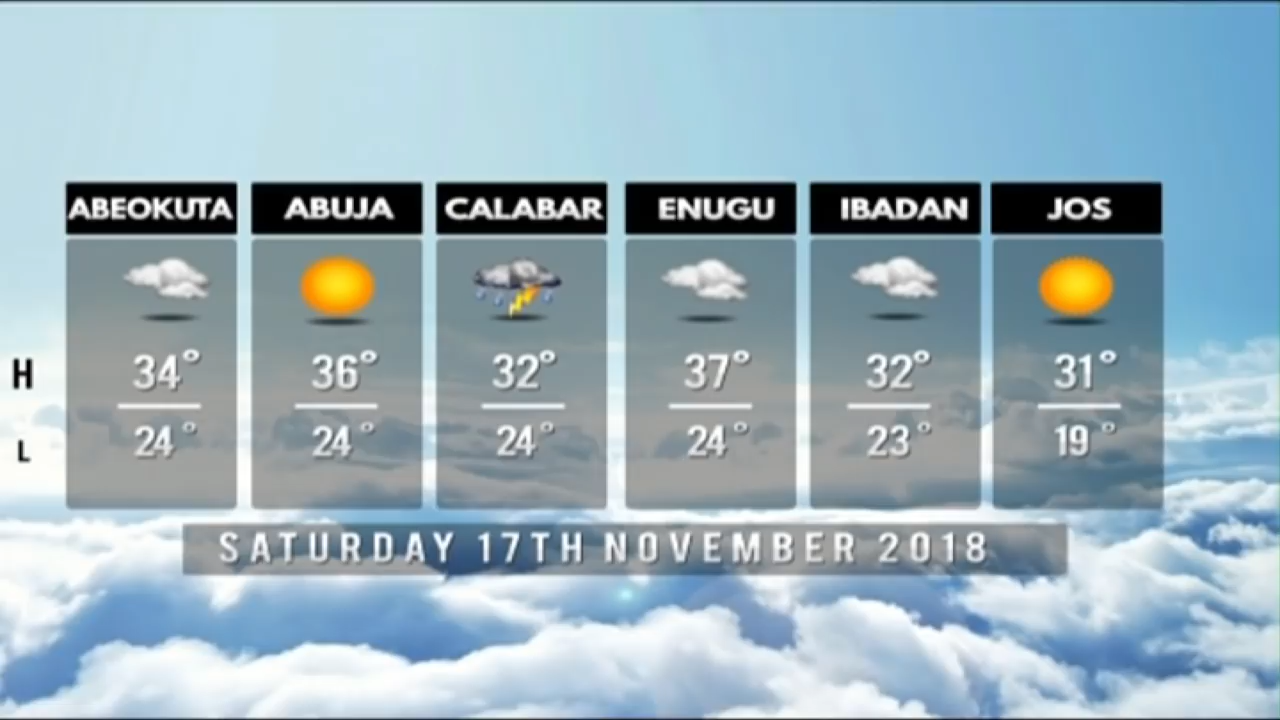 ABEOKUTA ABUJA CALABAR ENUGU IBADAN JOS
H 34° 36° 32° 37° 32° 31°
L 24° 24° 24° 24° 23° 19°
SATURDAY 17TH NOVEMBER 2018